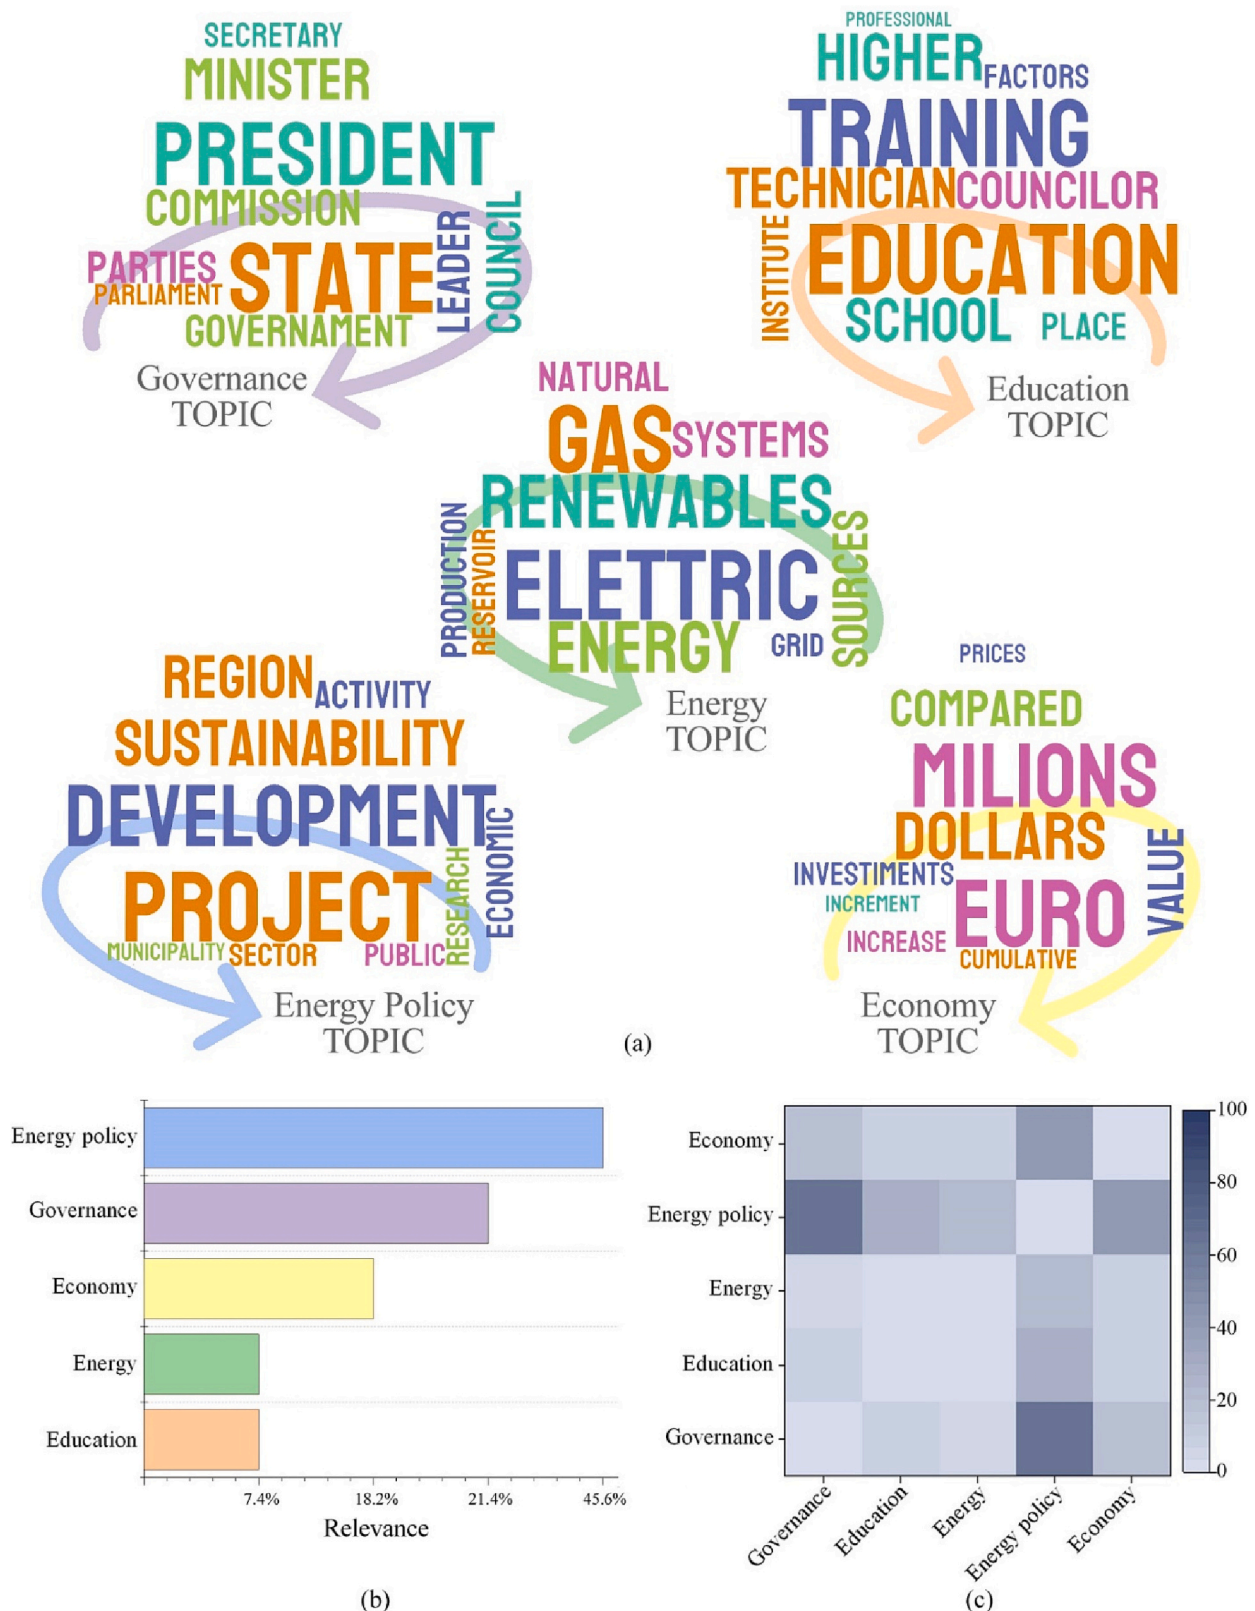 SECRETARY
MINISTER
PRESIDENT
COMMISSION
PARTIES
PARLIAMENT
STATE
LEADER
COUNCIL
GOVERNAMENT
Governance
TOPIC
PROFESSIONAL
HIGHER
FACTORS
TRAINING
TECHNICIAN
COUNCILOR
INSTITUTE
EDUCATION
SCHOOL
PLACE
Education
TOPIC
NATURAL
GAS
SYSTEMS
RENEWABLES
PRODUCTION
RESERVOIR
ELETTRIC
SOURCES
ENERGY
GRID
Energy
TOPIC
REGION
ACTIVITY
SUSTAINABILITY
DEVELOPMENT
ECONOMIC
RESEARCH
PROJECT
MUNICIPALITY
SECTOR
PUBLIC
Energy Policy
TOPIC
PRICES
COMPARED
MILIONS
DOLLARS
VALUE
INVESTIMENTS
INCREMENT
EURO
INCREASE
CUMULATIVE
Economy
TOPIC
(a)
Energy policy
Governance
Economy
Energy
Education
7.4% 18.2% 21.4% 45.6%
Relevance
(b)
Economy
Energy policy
Energy
Education
Governance
Governance Education Energy Energy policy Economy
100
80
60
40
20
0
(c)